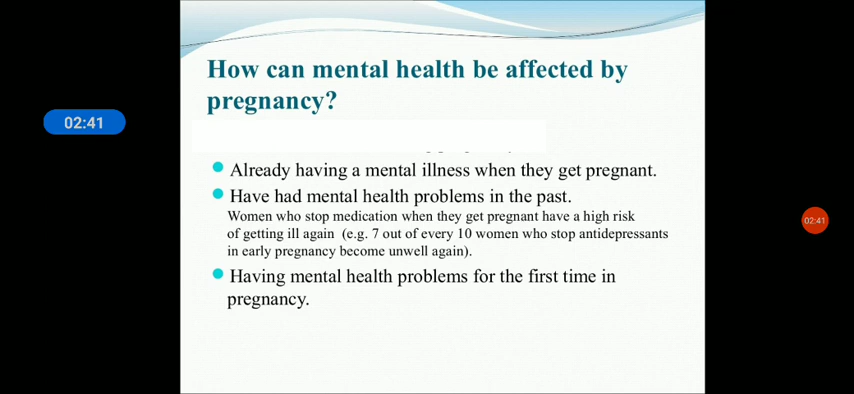 How can mental health be affected by
pregnancy?
02:41
Already having a mental illness when they get pregnant.
Have had mental health problems in the past.
Women who stop medication when they get pregnant have a high risk
of getting ill again (e.g. 7 out of every 10 women who stop antidepressants
in early pregnancy become unwell again).
02:41
Having mental health problems for the first time in
pregnancy.